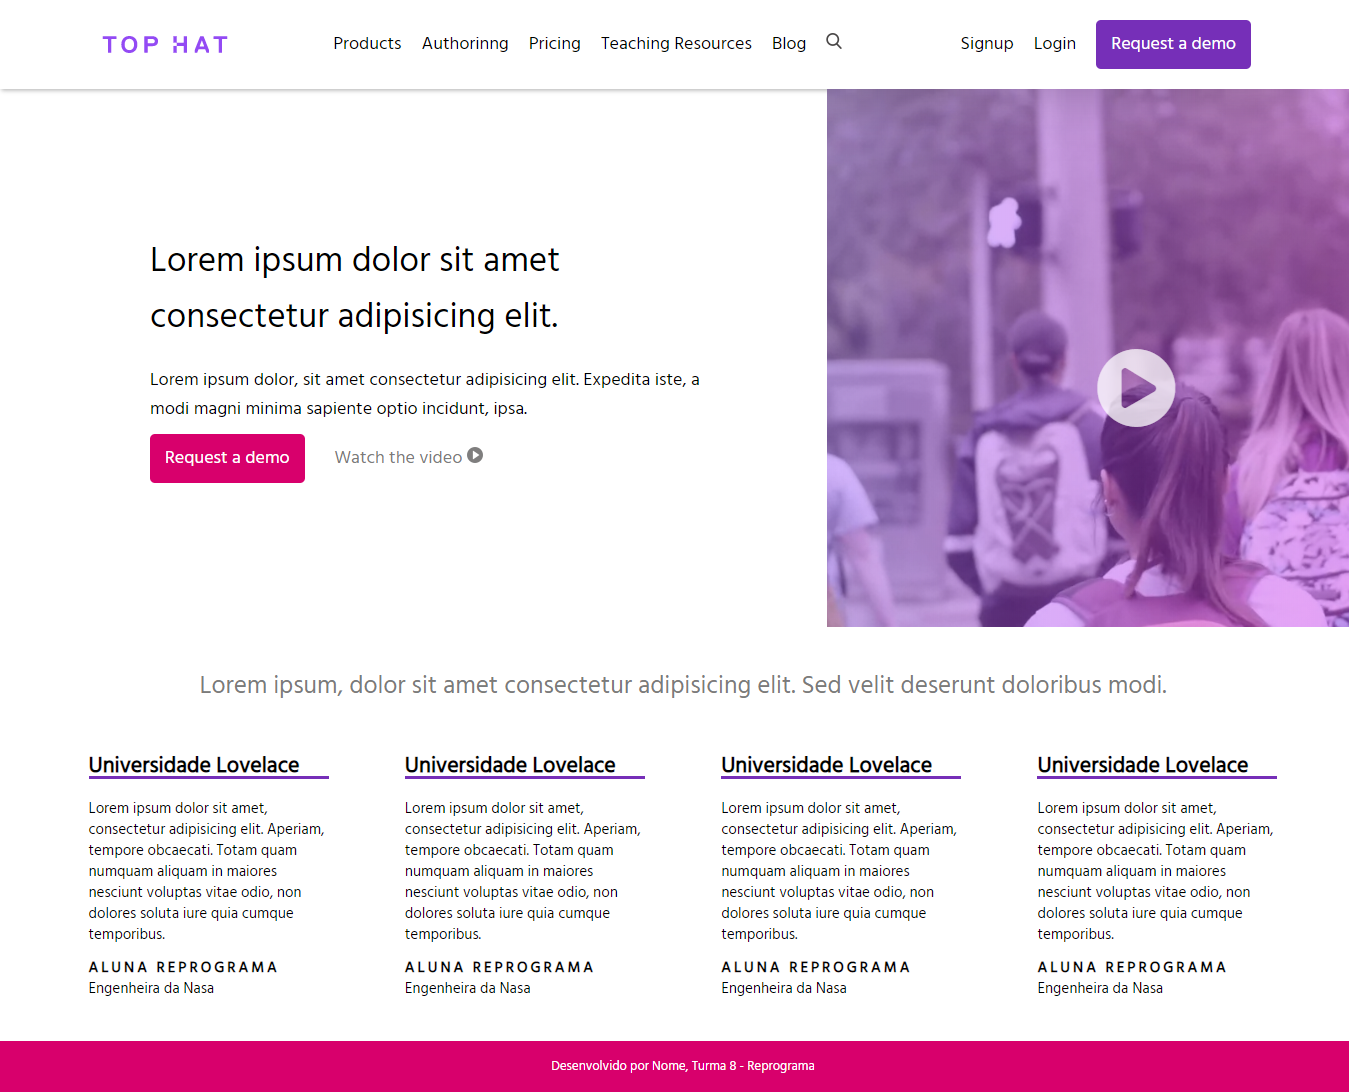 TOP HAT Products Authorinng Pricing Teaching Resources Blog Signup Login Request a demo
Lorem ipsum dolor sit amet
consectetur adipisicing elit.
Lorem ipsum dolor, sit amet consectetur adipisicing elit. Expedita iste, a
modi magni minima sapiente optio incidunt, ipsa.
Request a demo Watch the video
Lorem ipsum, dolor sit amet consectetur adipisicing elit. Sed velit deserunt doloribus modi.
Universidade Lovelace
Lorem ipsum dolor sit amet,
consectetur adipisicing elit. Aperiam,
tempore obcaecati. Totam quam
numquam aliquam in maiores
nesciunt voluptas vitae odio, non
dolores soluta iure quia cumque
temporibus.
ALUNA REPROGRAMA
Engenheira da Nasa
Universidade Lovelace
Lorem ipsum dolor sit amet,
consectetur adipisicing elit. Aperiam,
tempore obcaecati. Totam quam
numquam aliquam in maiores
nesciunt voluptas vitae odio, non
dolores soluta iure quia cumque
temporibus.
ALUNA REPROGRAMA
Engenheira da Nasa
Universidade Lovelace
Lorem ipsum dolor sit amet,
consectetur adipisicing elit. Aperiam,
tempore obcaecati. Totam quam
numquam aliquam in maiores
nesciunt voluptas vitae odio, non
dolores soluta iure quia cumque
temporibus.
ALUNA REPROGRAMA
Engenheira da Nasa
Universidade Lovelace
Lorem ipsum dolor sit amet,
consectetur adipisicing elit. Aperiam,
tempore obcaecati. Totam quam
numquam aliquam in maiores
nesciunt voluptas vitae odio, non
dolores soluta iure quia cumque
temporibus.
ALUNA REPROGRAMA
Engenheira da Nasa
Desenvolvido por Nome, Turma 8 - Reprograma